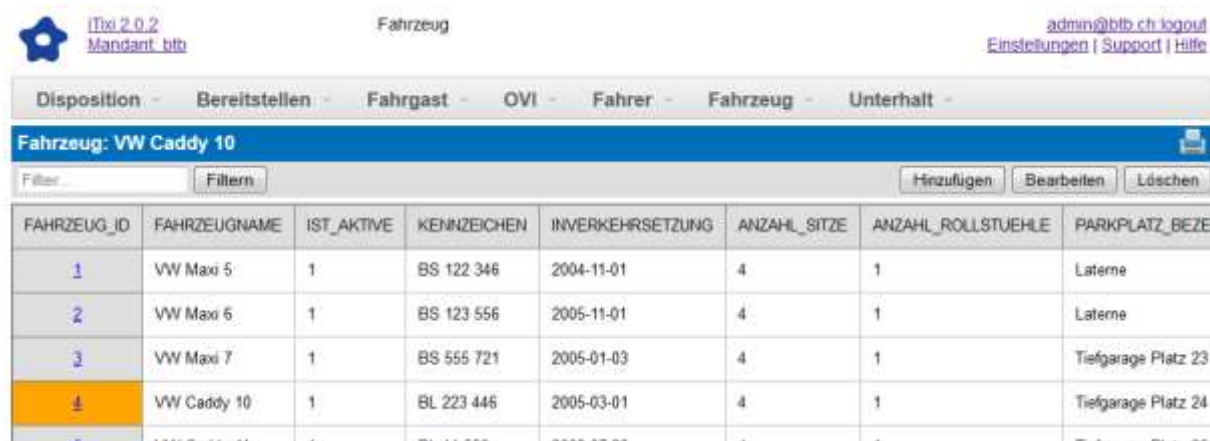 iTixi 2.0.2 Fahrzeug admin@btb.ch:logout
Mandant: btb Einstellungen | Support | Hilfe
Disposition Bereitstellen Fahrgast OVI Fahrer Fahrzeug Unterhalt
Fahrzeug: VW Caddy 10
Filter... Filtern Hinzufügen Bearbeiten Löschen
FAHRZEUG_ID FAHRZEUGNAME IST_AKTIVE KENNZEICHEN INVERKEHRSETZUNG ANZAHL_SITZE ANZAHL_ROLLSTUEHLE PARKPLATZ_BEZE
1 VW Maxi 5 1 BS 122 346 2004-11-01 4 1 Laterne
2 VW Maxi 6 1 BS 123 556 2005-11-01 4 1 Laterne
3 VW Maxi 7 1 BS 555 721 2005-01-03 4 1 Tiefgarage Platz 23
4 VW Caddy 10 1 BL 223 446 2005-03-01 4 1 Tiefgarage Platz 24